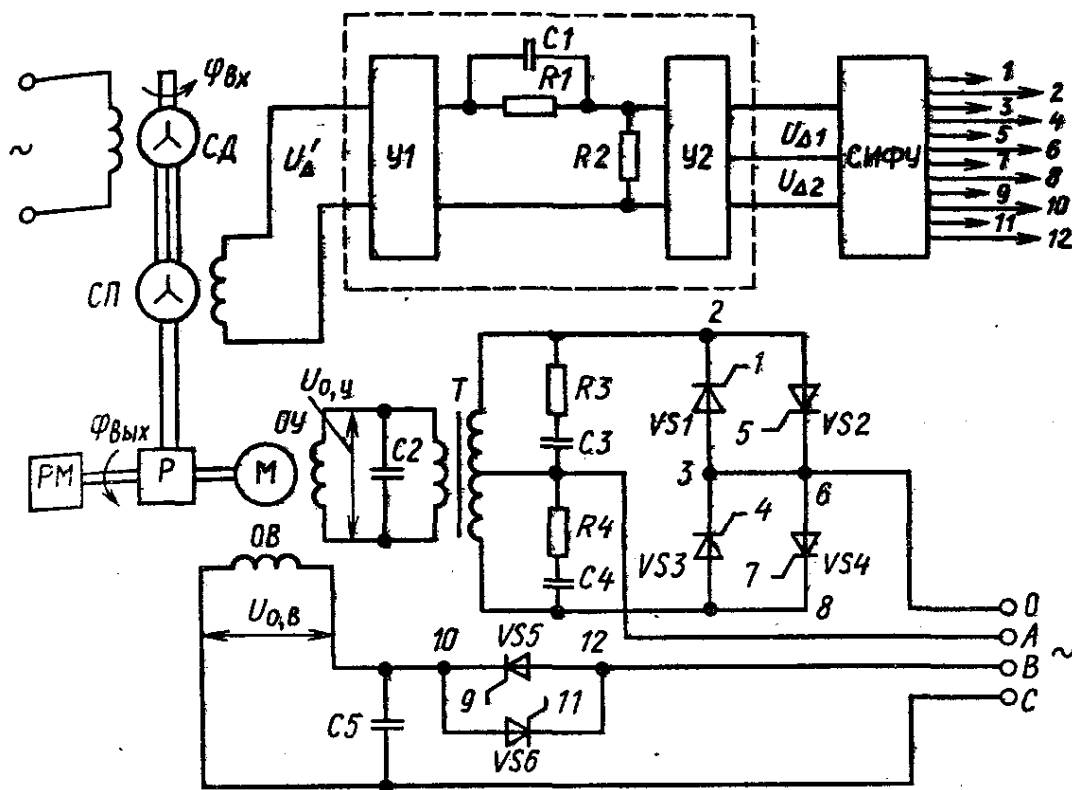 C1
1
φвх
R1
2
3
4
СД
R2
UΔ1
5
~
UΔ'
У1
У2
СИФУ
6
7
UΔ2
8
9
10
11
12
СП
2
Uо,у
Т
R3
1
ОУ
VS1
5
VS2
φвых
C2
C3
РМ
Р
М
3
6
R4
4
ОВ
VS3
7
VS4
C4
8
О
Uо,в
А
10
VS5
12
В
~
9
11
С
C5
VS6